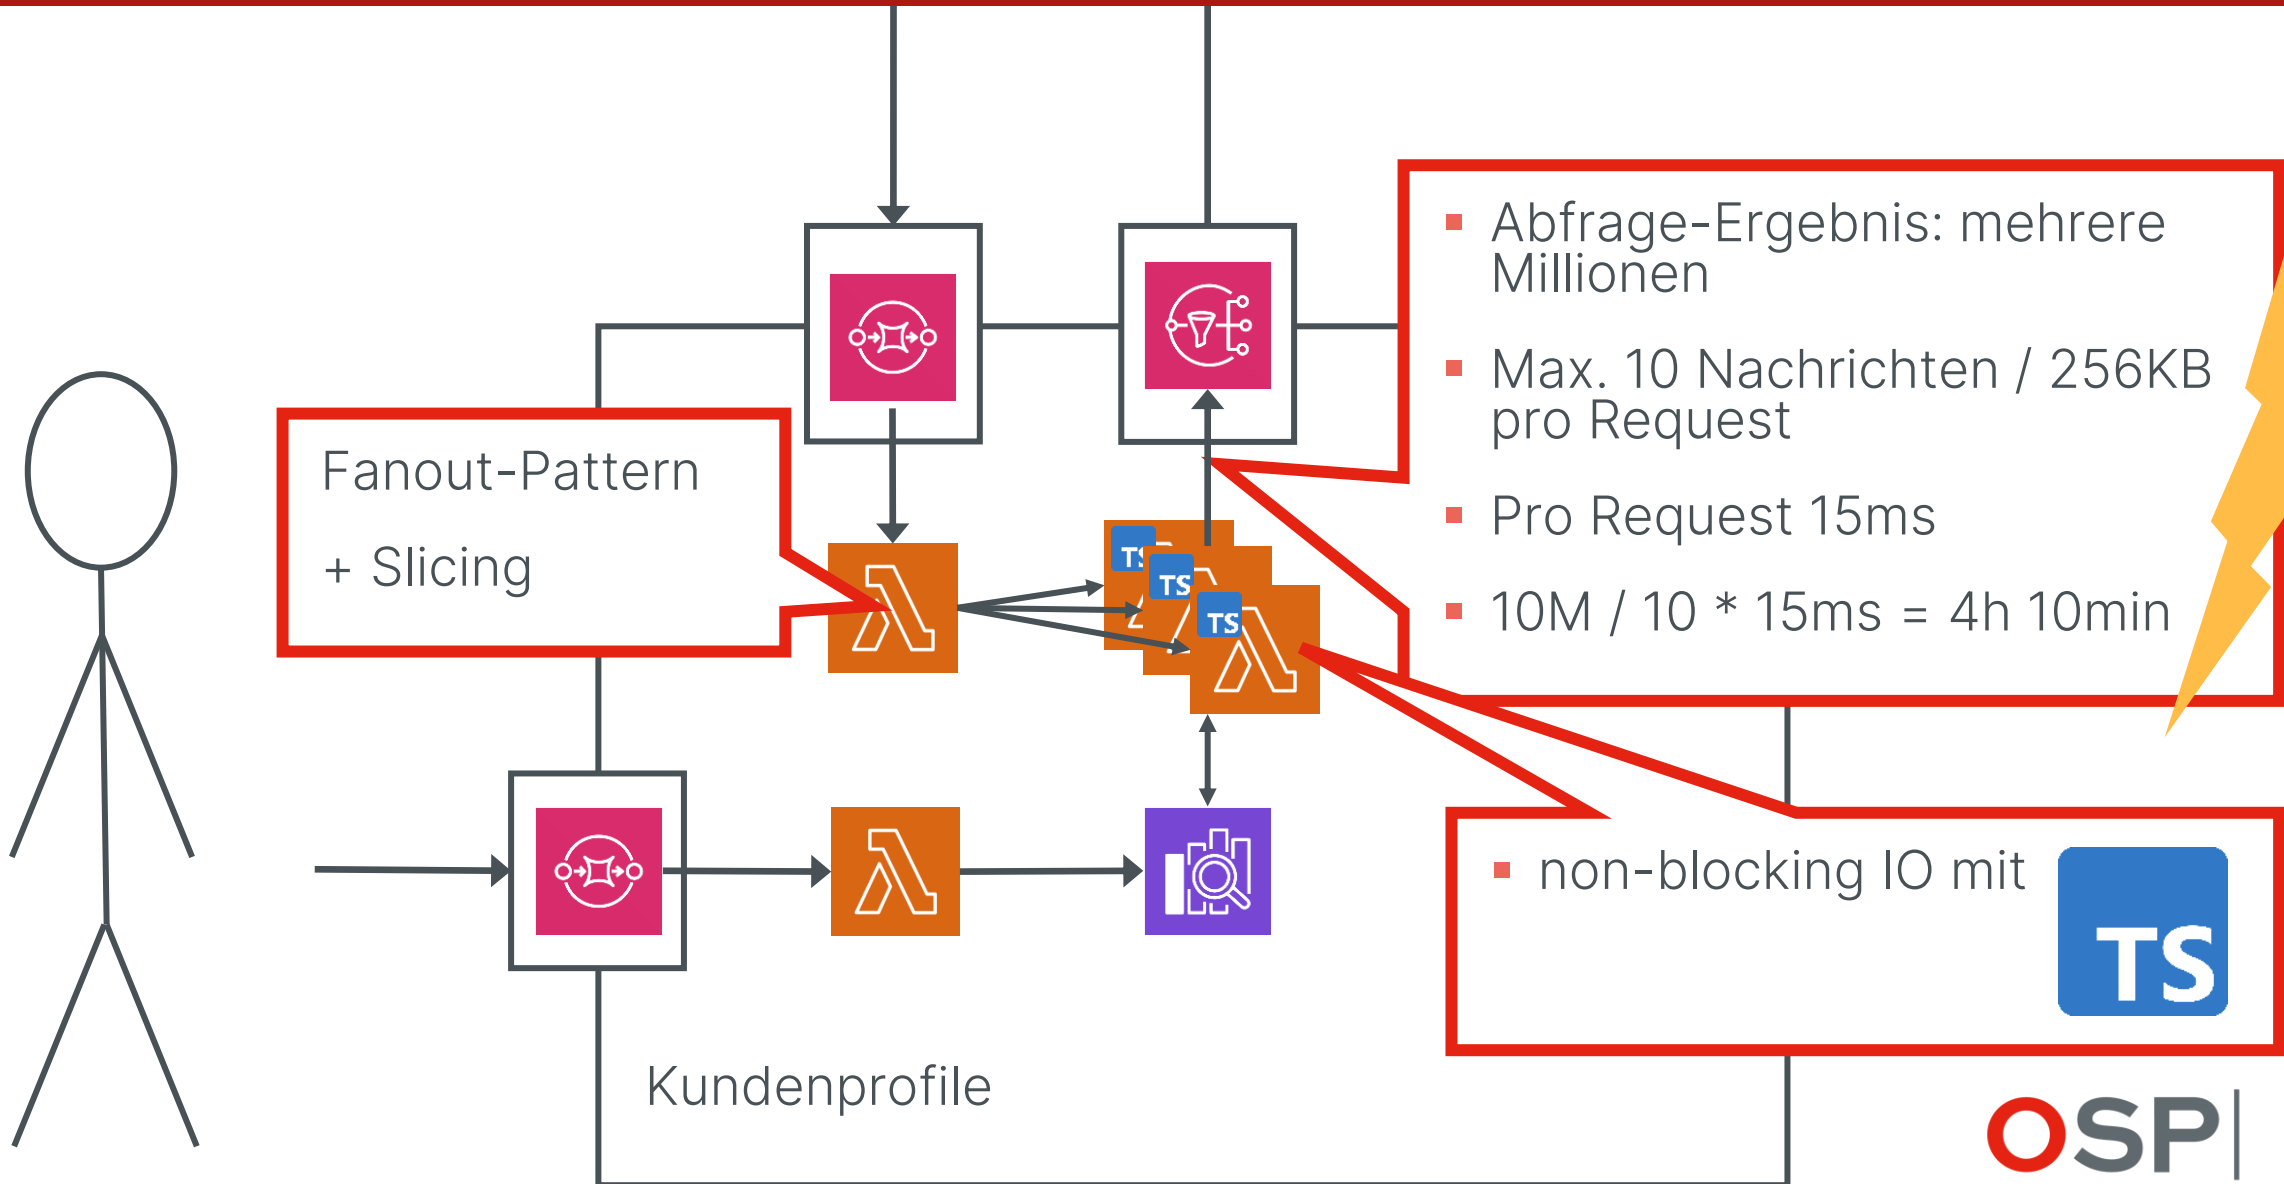 Abfrage-Ergebnis: mehrere
Millionen
Max. 10 Nachrichten / 256KB
pro Request
Pro Request 15ms
10M / 10 * 15ms = 4h 10min
Fanout-Pattern
+ Slicing
TS
TS
TS
non-blocking IO mit
TS
Kundenprofile
OSP